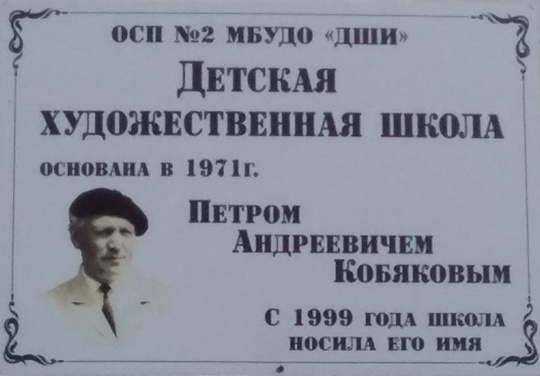 ОСП №2 МБУДО «ДШИ»
ДЕТСКАЯ
ХУДОЖЕСТВЕННАЯ ШКОЛА
ОСНОВАНА В 1971г.
ПЕТРОМ
АНДРЕЕВИЧЕМ
КОБЯКОВЫМ
С 1999 ГОДА ШКОЛА
НОСИЛА ЕГО ИМЯ